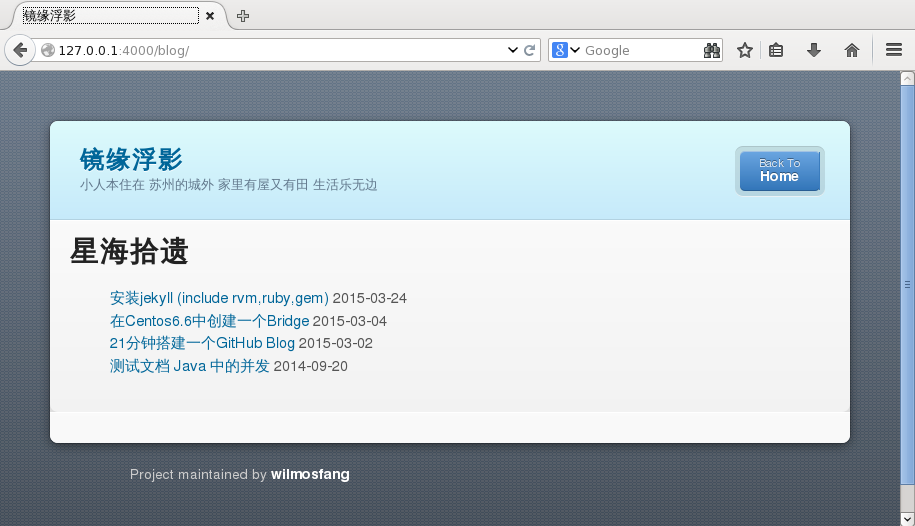 镜缘浮影
127.0.0.1:4000/blog/
Google
镜缘浮影
小人本住在 苏州的城外 家里有屋又有田 生活乐无边
Back To
Home
星海拾遗
安装jekyll (include rvm,ruby,gem) 2015-03-24
在Centos6.6中创建一个Bridge 2015-03-04
21分钟搭建一个GitHub Blog 2015-03-02
测试文档 Java 中的并发 2014-09-20
Project maintained by wilmosfang